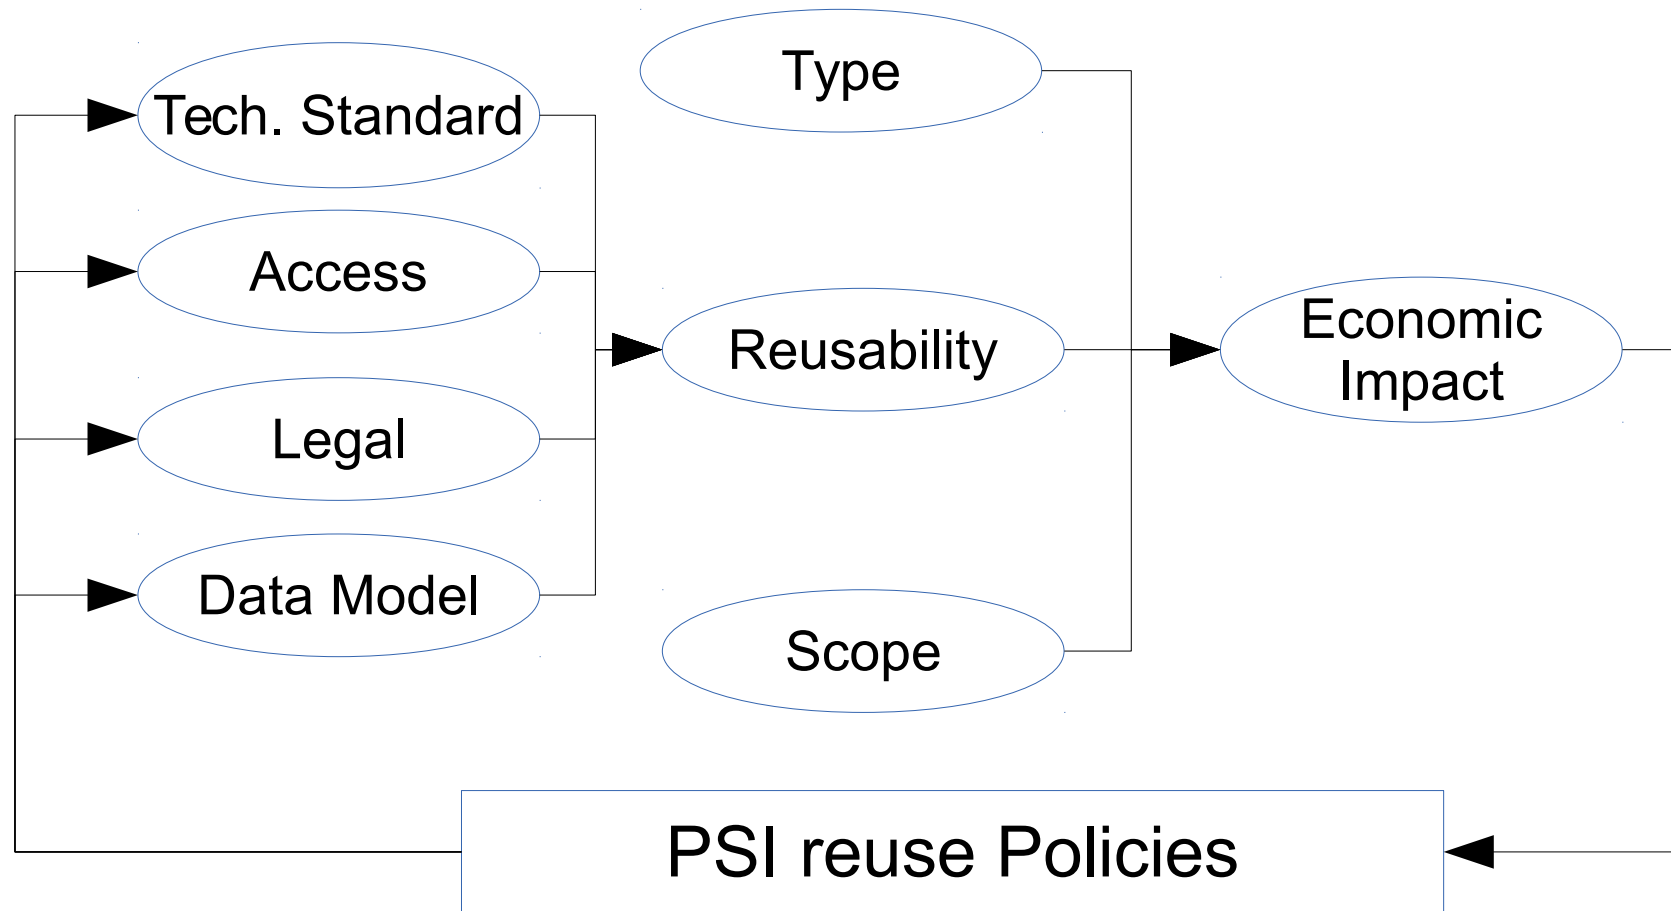 Type
Tech. Standard
Access
Reusability
Economic
Impact
Legal
Data Model
Scope
PSI reuse Policies